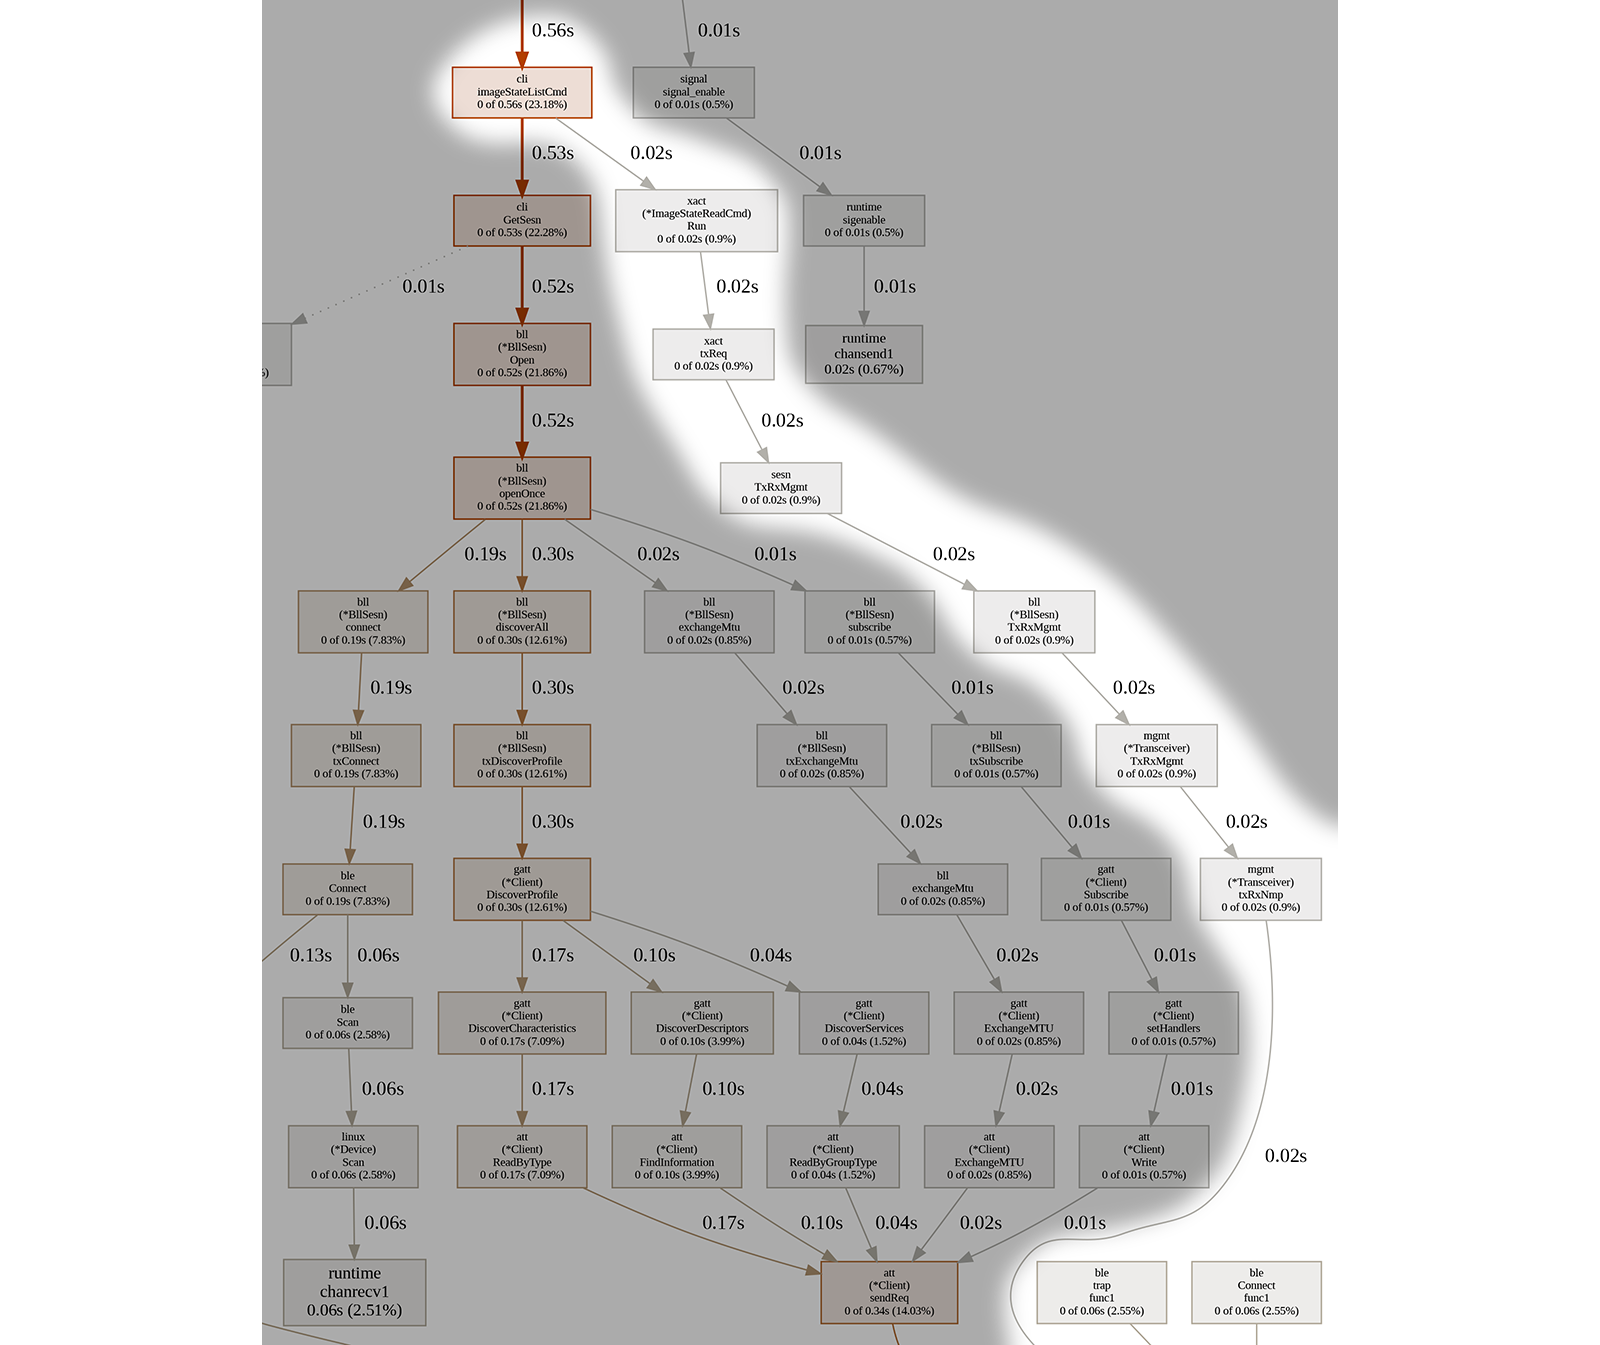 0.56s
0.01s
cli
imageStateListCmd
0 of 0.56s (23.18%)
signal
signal_enable
0 of 0.01s (0.5%)
0.53s
0.02s
0.01s
cli
GetSesn
0 of 0.53s (22.28%)
xact
(*ImageStateReadCmd)
Run
0 of 0.02s (0.9%)
runtime
sigenable
0 of 0.01s (0.5%)
0.01s
0.52s
0.02s
0.01s
%)
bll
(*BllSesn)
Open
0 of 0.52s (21.86%)
xact
txReq
0 of 0.02s (0.9%)
runtime
chansend1
0.02s (0.67%)
0.52s
0.02s
bll
(*BllSesn)
openOnce
0 of 0.52s (21.86%)
sesn
TxRxMgmt
0 of 0.02s (0.9%)
0.19s
0.30s
0.02s
0.01s
0.02s
bll
(*BllSesn)
connect
0 of 0.19s (7.83%)
bll
(*BllSesn)
discoverAll
0 of 0.30s (12.61%)
bll
(*BllSesn)
exchangeMtu
0 of 0.02s (0.85%)
bll
(*BllSesn)
subscribe
0 of 0.01s (0.57%)
bll
(*BllSesn)
TxRxMgmt
0 of 0.02s (0.9%)
0.19s
0.30s
0.02s
0.01s
0.02s
bll
(*BllSesn)
txConnect
0 of 0.19s (7.83%)
bll
(*BllSesn)
txDiscoverProfile
0 of 0.30s (12.61%)
bll
(*BllSesn)
txExchangeMtu
0 of 0.02s (0.85%)
bll
(*BllSesn)
txSubscribe
0 of 0.01s (0.57%)
mgmt
(*Transceiver)
TxRxMgmt
0 of 0.02s (0.9%)
0.19s
0.30s
0.02s
0.01s
0.02s
ble
Connect
0 of 0.19s (7.83%)
gatt
(*Client)
DiscoverProfile
0 of 0.30s (12.61%)
bll
exchangeMtu
0 of 0.02s (0.85%)
gatt
(*Client)
Subscribe
0 of 0.01s (0.57%)
mgmt
(*Transceiver)
txRxNmp
0 of 0.02s (0.9%)
0.13s
0.06s
0.17s
0.10s
0.04s
0.02s
0.01s
ble
Scan
0 of 0.06s (2.58%)
gatt
(*Client)
DiscoverCharacteristics
0 of 0.17s (7.09%)
gatt
(*Client)
DiscoverDescriptors
0 of 0.10s (3.99%)
gatt
(*Client)
DiscoverServices
0 of 0.04s (1.52%)
gatt
(*Client)
ExchangeMTU
0 of 0.02s (0.85%)
gatt
(*Client)
setHandlers
0 of 0.01s (0.57%)
0.06s
0.17s
0.10s
0.04s
0.02s
0.01s
linux
(*Device)
Scan
0 of 0.06s (2.58%)
att
(*Client)
ReadByType
0 of 0.17s (7.09%)
att
(*Client)
FindInformation
0 of 0.10s (3.99%)
att
(*Client)
ReadByGroupType
0 of 0.04s (1.52%)
att
(*Client)
ExchangeMTU
0 of 0.02s (0.85%)
att
(*Client)
Write
0 of 0.01s (0.57%)
0.02s
0.06s
0.17s
0.10s
0.04s
0.02s
0.01s
runtime
chanrecv1
0.06s (2.51%)
att
(*Client)
sendReq
0 of 0.34s (14.03%)
ble
trap
func1
0 of 0.06s (2.55%)
ble
Connect
func1
0 of 0.06s (2.55%)